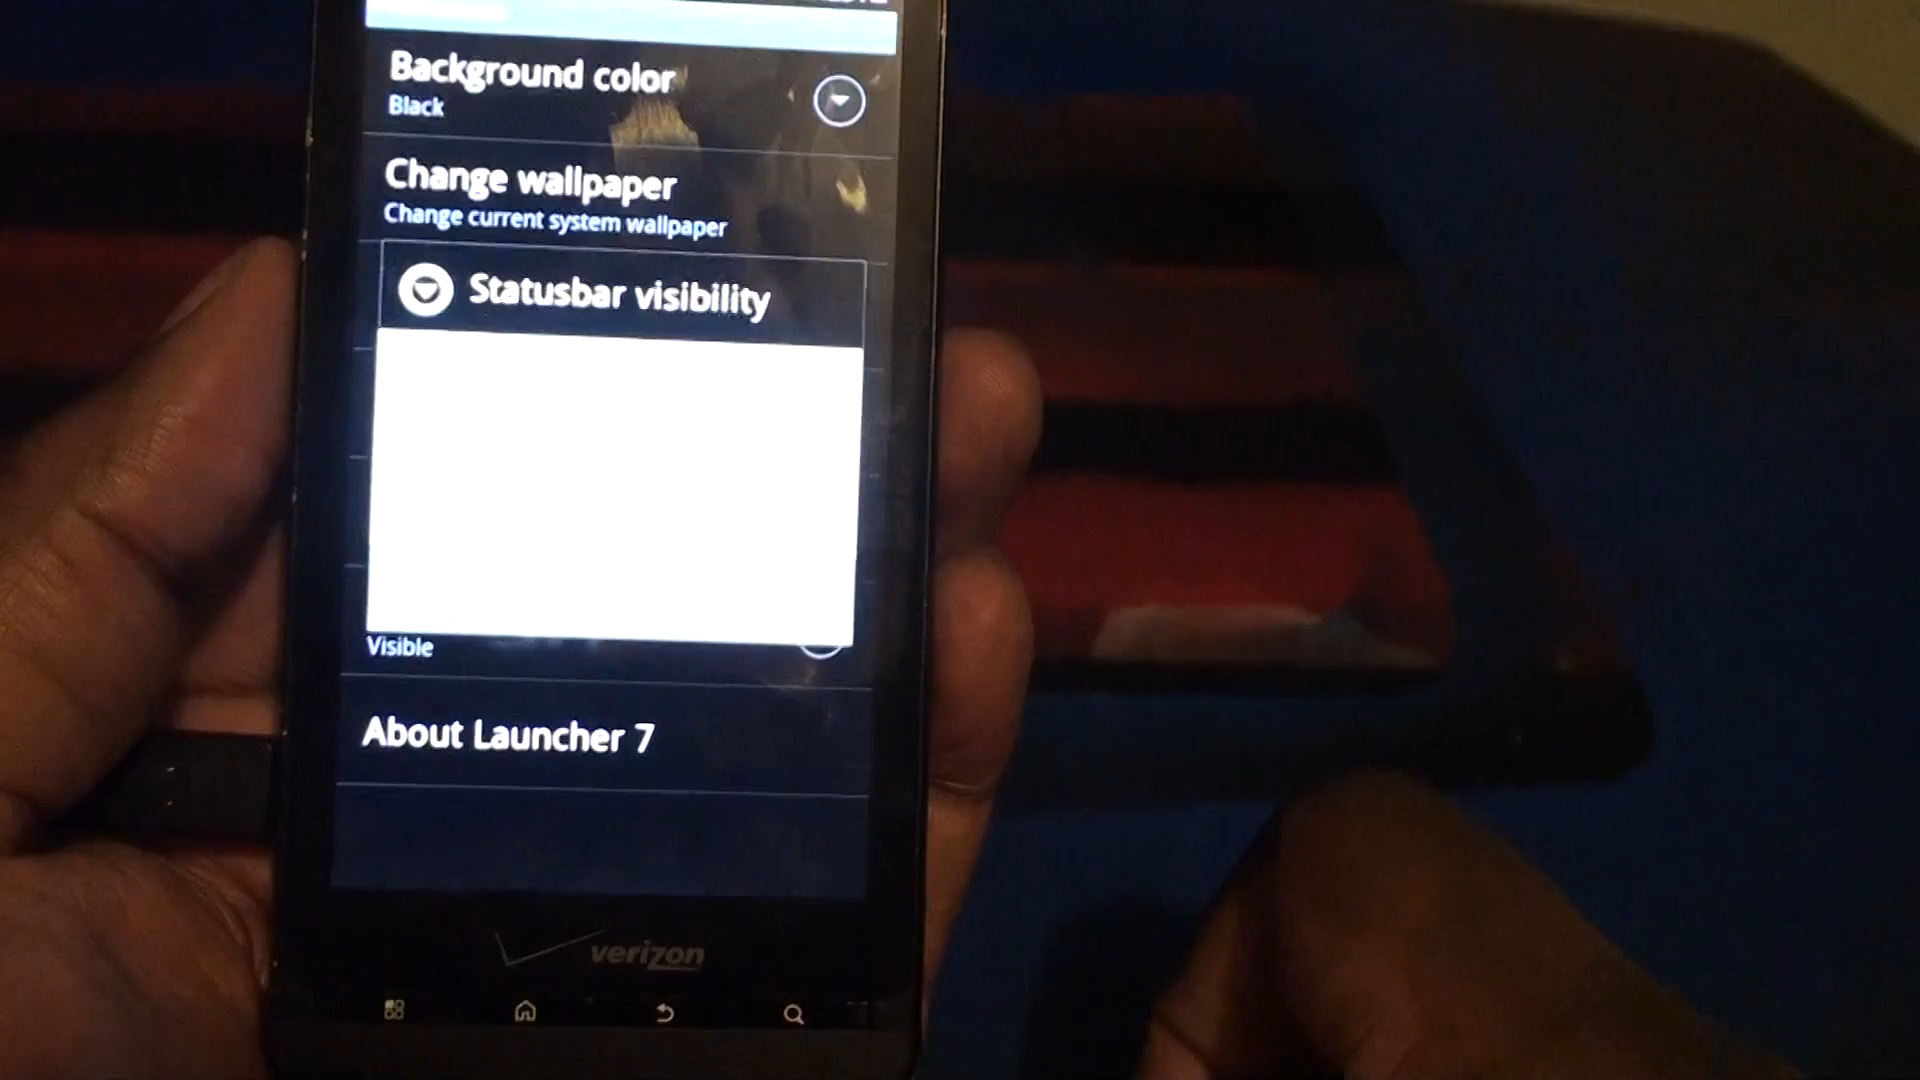 Background color
Black
Change wallpaper
Change current system wallpaper
Statusbar visibility
Visible
About Launcher 7
verizon